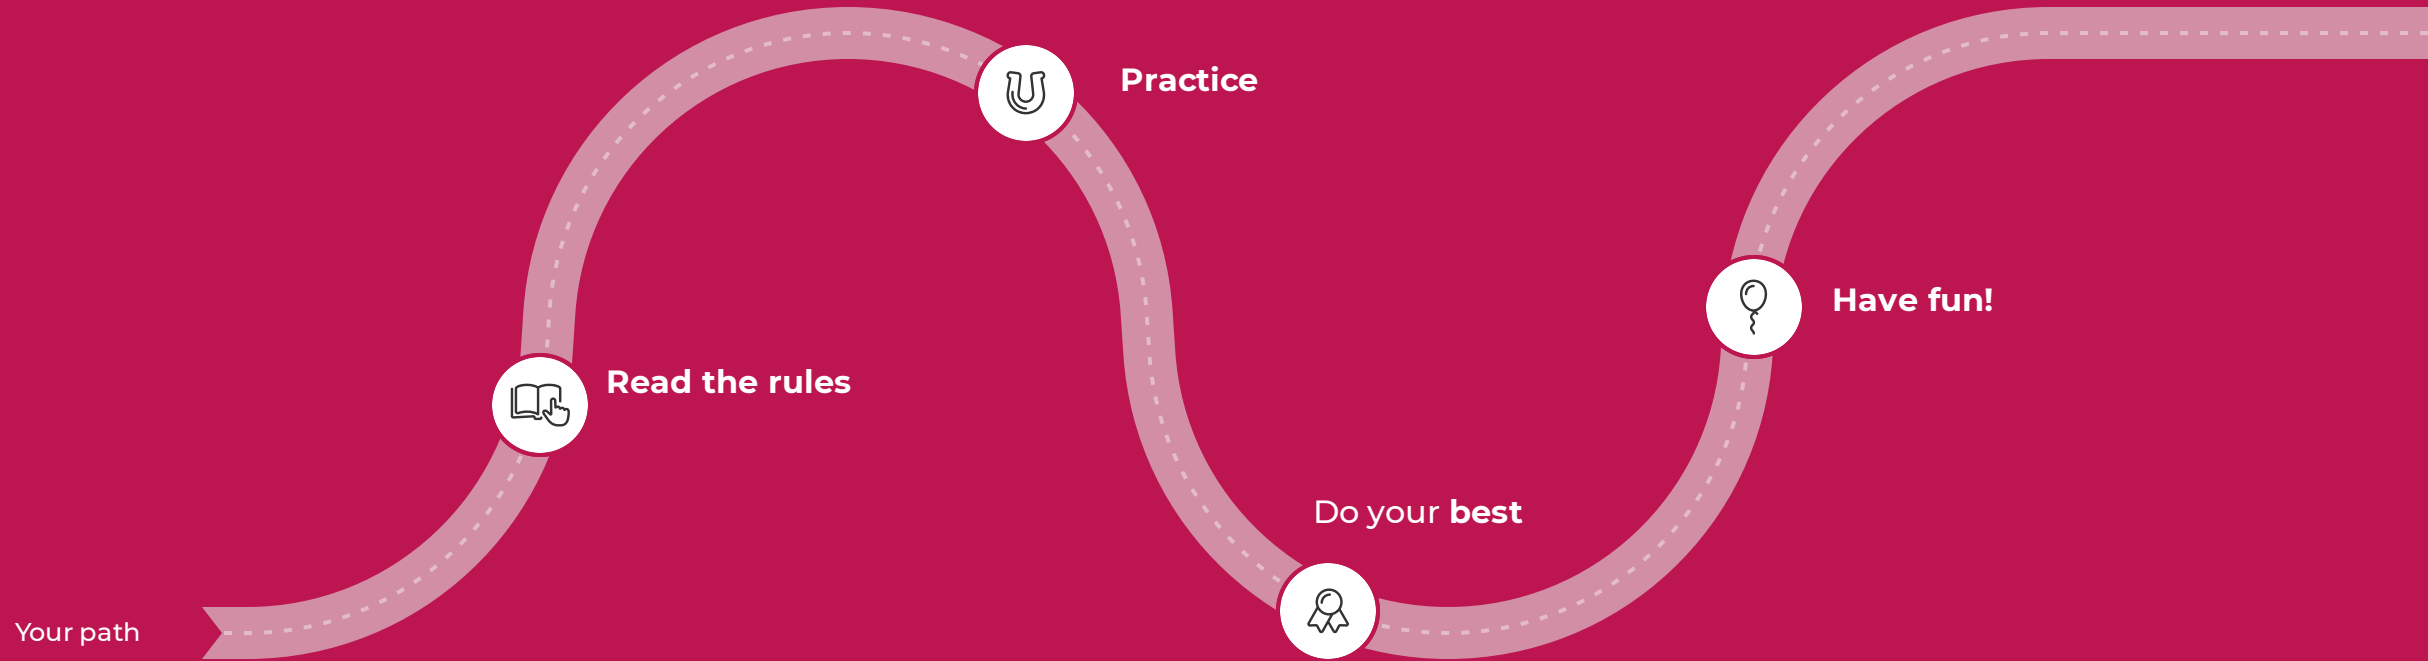 Your path
Read the rules
Practice
Do your best
Have fun!